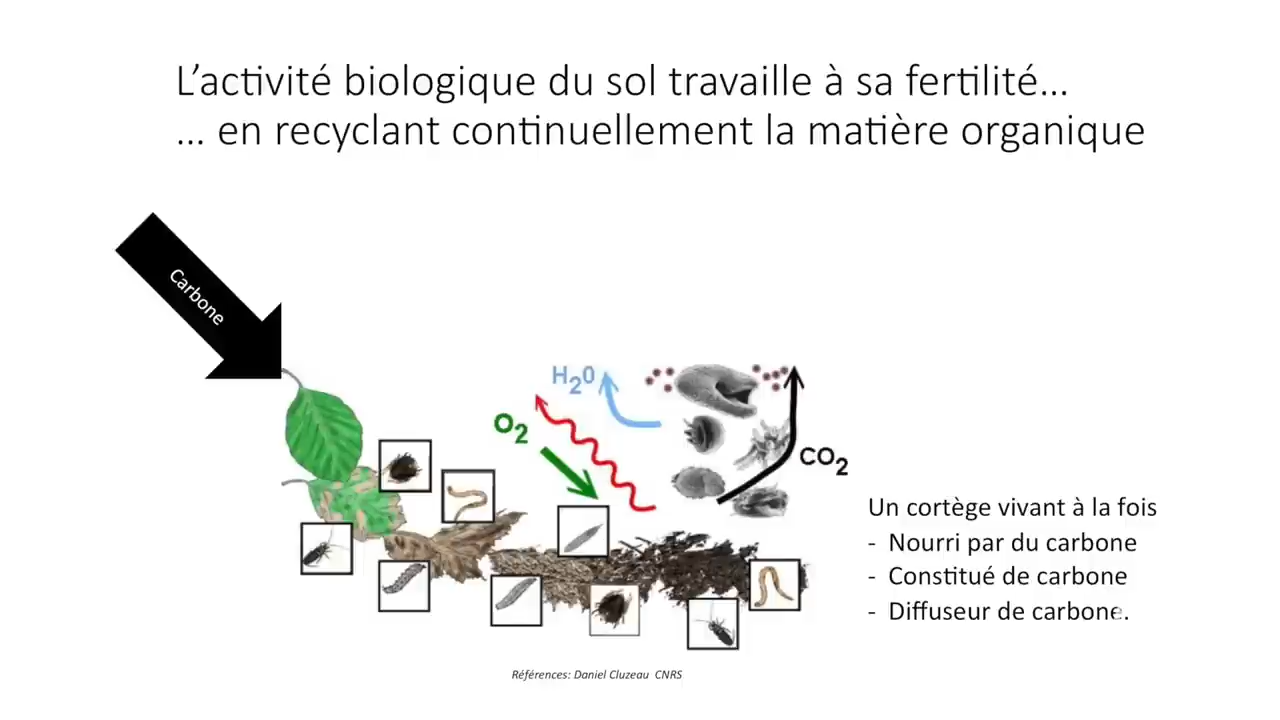 L’activité biologique du sol travaille à sa fertilité…
… en recyclant continuellement la matière organique
Carbone
H20
O2
CO2
Un cortège vivant à la fois
- Nourri par du carbone
- Constitué de carbone
- Diffuseur de carbone.
Références: Daniel Cluzeau CNRS